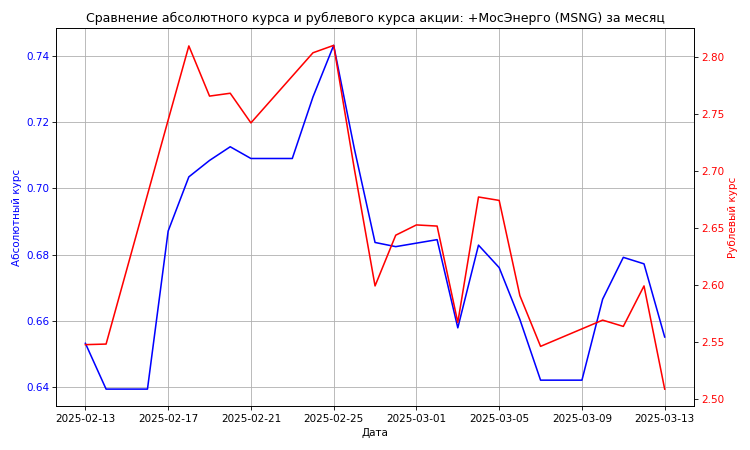 Сравнение абсолютного курса и рублевого курса акции: +МосЭнерго (MSNG) за месяц
0.74
0.72
0.70
0.68
0.66
0.64
Абсолютный курс
2.80
2.75
2.70
2.65
2.60
2.55
2.50
Рублевый курс
2025-02-13 2025-02-17 2025-02-21 2025-02-25 2025-03-01 2025-03-05 2025-03-09 2025-03-13
Дата